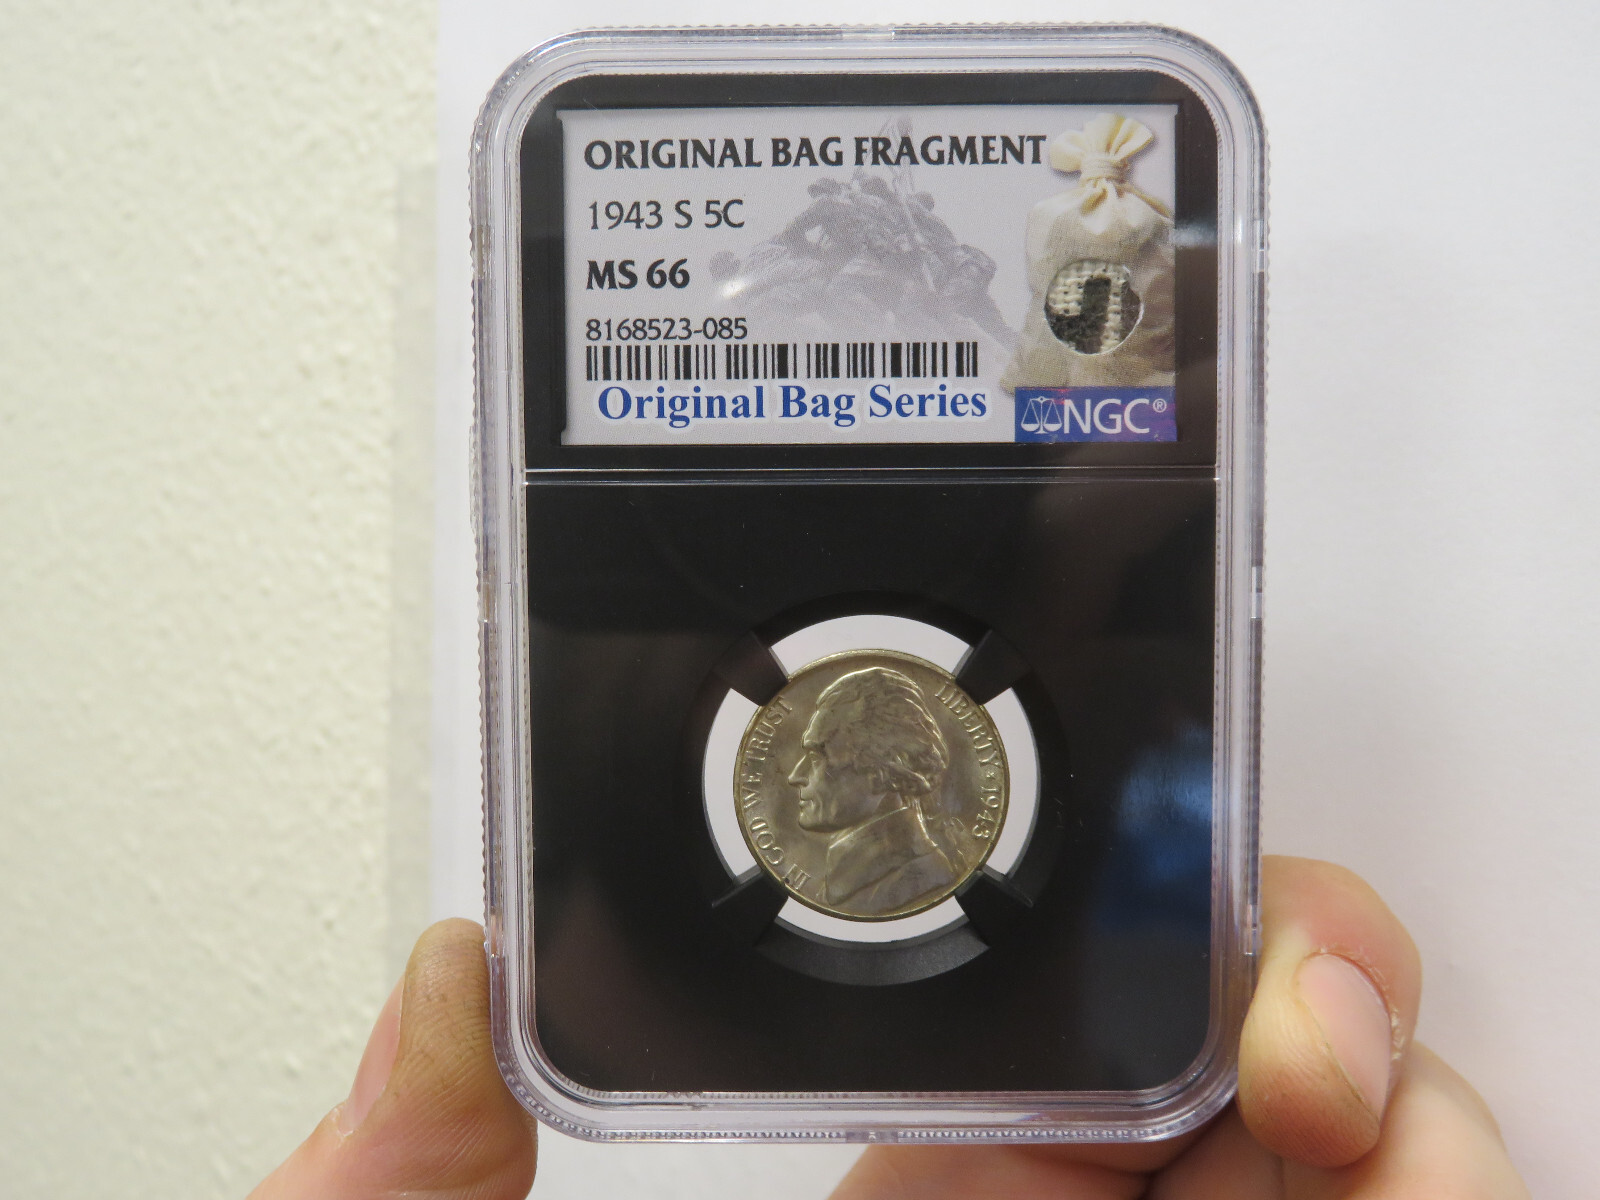 ORIGINAL BAG FRAGMENT
1943 S 5C
MS 66
8168523-085
Original Bag Series
NGC®
IN GOD WE TRUST
LIBERTY ★ 1943